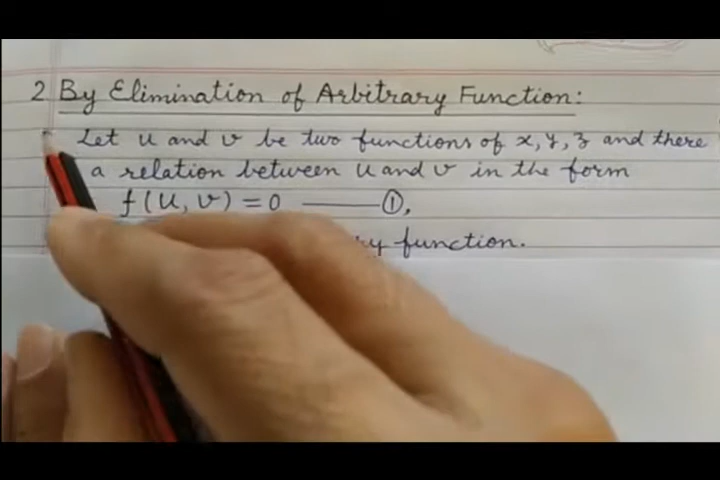 2 By Elimination of Arbitrary Function:
Let u and v be two functions of x, y, z and there
a relation between u and v in the form
f(u, v) = 0 ——— ①,
function.